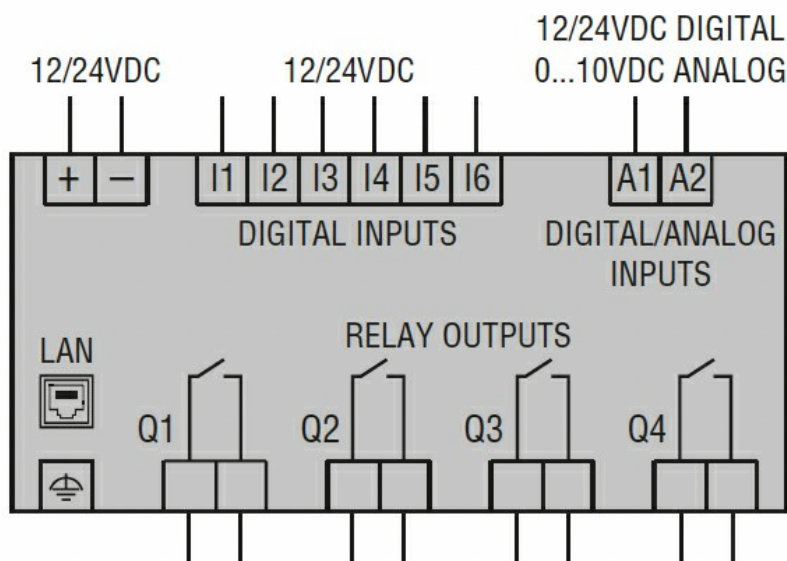 12/24VDC DIGITAL
12/24VDC 12/24VDC 0...10VDC ANALOG
+ − I1 I2 I3 I4 I5 I6 A1 A2
DIGITAL INPUTS DIGITAL/ANALOG
INPUTS
RELAY OUTPUTS
LAN
Q1 Q2 Q3 Q4